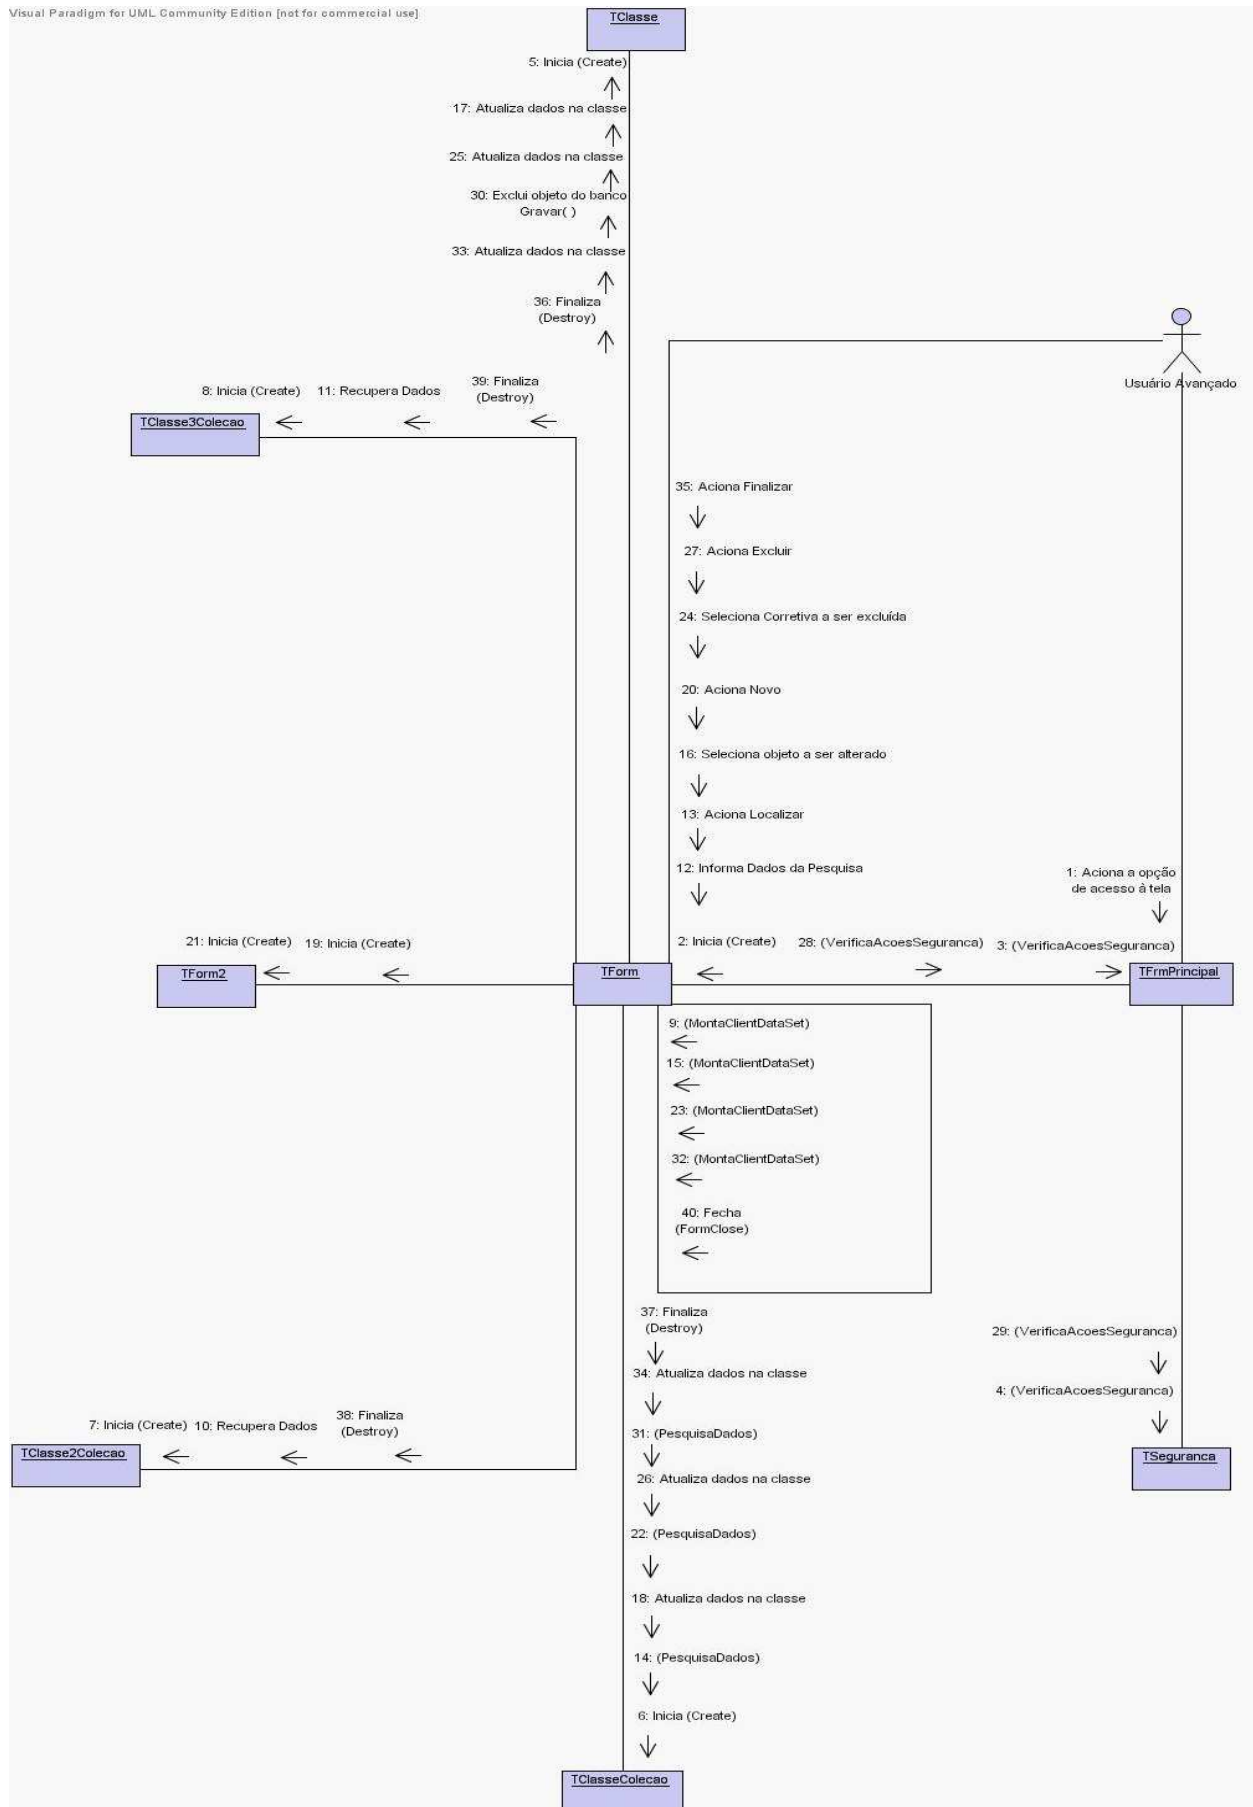 Visual Paradigm for UML Community Edition [not for commercial use]
TClasse
5: Inicia (Create)
17: Atualiza dados na classe
25: Atualiza dados na classe
30: Exclui objeto do banco
Gravar( )
33: Atualiza dados na classe
36: Finaliza
(Destroy)
Usuário Avançado
8: Inicia (Create)
11: Recupera Dados
39: Finaliza
(Destroy)
TClasse3Colecao
35: Aciona Finalizar
27: Aciona Excluir
24: Seleciona Corretiva a ser excluída
20: Aciona Novo
16: Seleciona objeto a ser alterado
13: Aciona Localizar
12: Informa Dados da Pesquisa
1: Aciona a opção
de acesso à tela
21: Inicia (Create)
19: Inicia (Create)
2: Inicia (Create)
28: (VerificaAcoesSeguranca)
3: (VerificaAcoesSeguranca)
TForm2
TForm
TFrmPrincipal
9: (MontaClientDataSet)
15: (MontaClientDataSet)
23: (MontaClientDataSet)
32: (MontaClientDataSet)
40: Fecha
(FormClose)
37: Finaliza
(Destroy)
29: (VerificaAcoesSeguranca)
34: Atualiza dados na classe
4: (VerificaAcoesSeguranca)
7: Inicia (Create)
10: Recupera Dados
38: Finaliza
(Destroy)
31: (PesquisaDados)
TClasse2Colecao
TSeguranca
26: Atualiza dados na classe
22: (PesquisaDados)
18: Atualiza dados na classe
14: (PesquisaDados)
6: Inicia (Create)
TClasseColecao